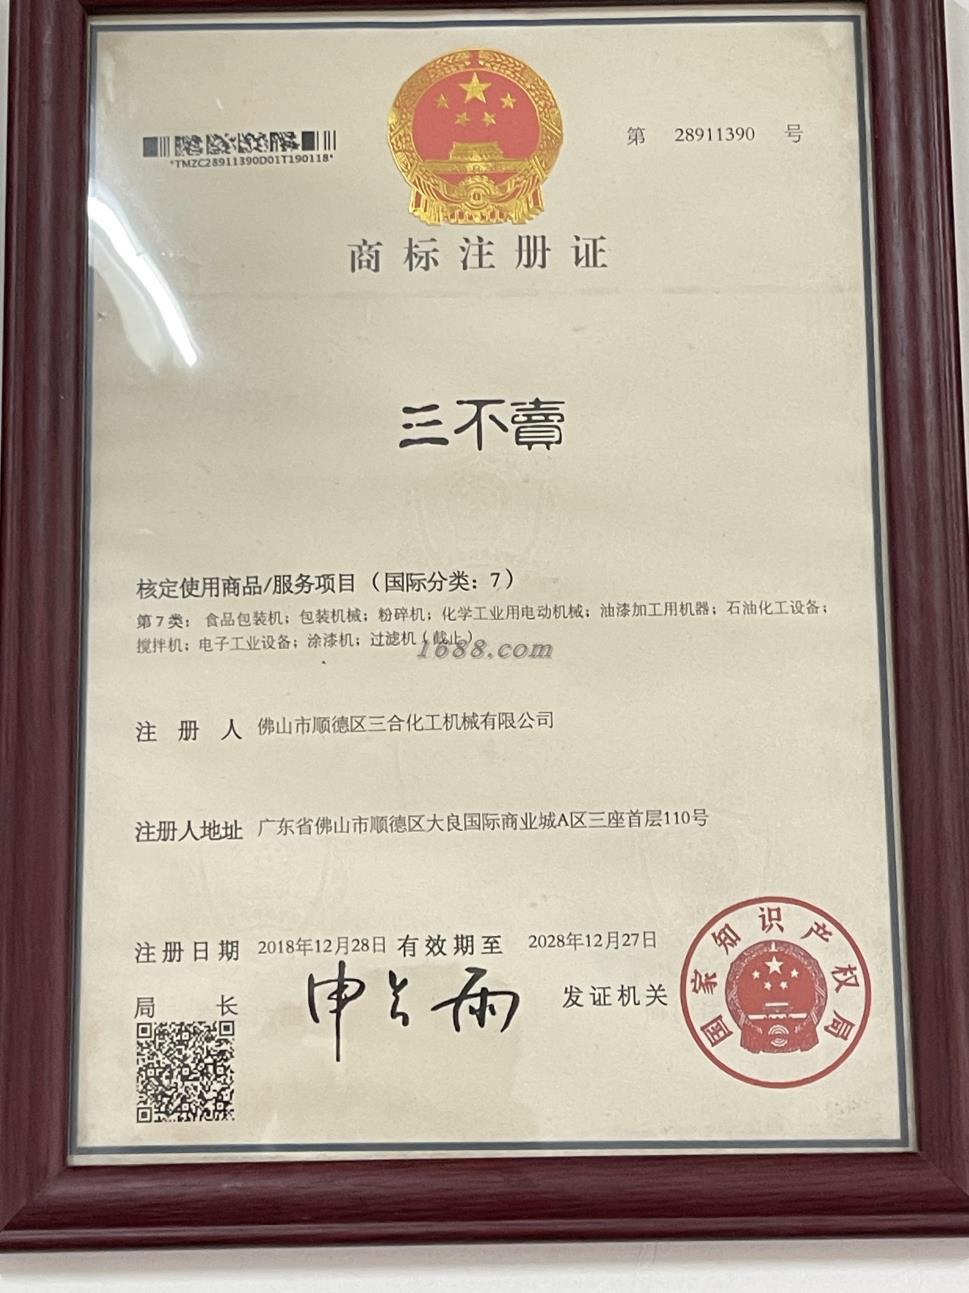 第 28911390 号
*TMZC28911390D01T190118*
商标注册证
三不賣
核定使用商品/服务项目(国际分类:7)
第7类:食品包装机;包装机械;粉碎机;化学工业用电动机械;油漆加工用机器;石油化工设备;
搅拌机;电子工业设备;涂漆机;过滤机(截止)
1688.com
注册人 佛山市顺德区三合化工机械有限公司
注册人地址 广东省佛山市顺德区大良国际商业城A区三座首层110号
注册日期 2018年12月28日 有效期至 2028年12月27日
局长 申长雨 发证机关
国家知识产权局